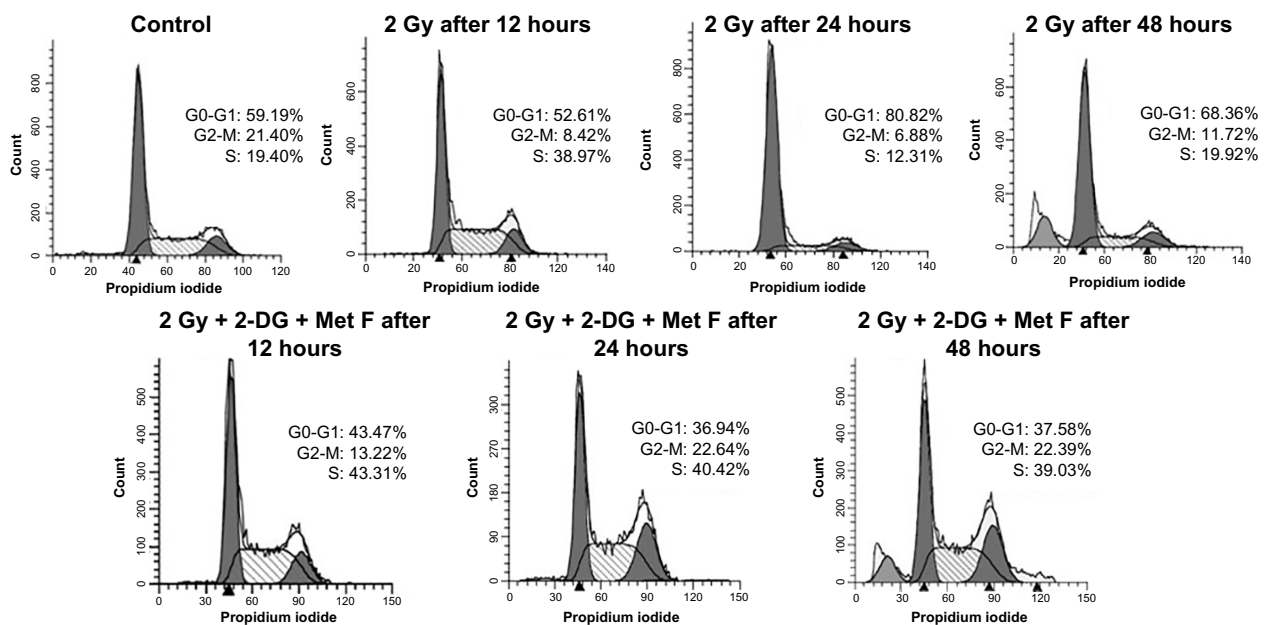 Control
800
600
400
200
0
Count
0 20 40 60 80 100 120
Propidium iodide
G0-G1: 59.19%
G2-M: 21.40%
S: 19.40%
2 Gy after 12 hours
600
400
200
0
Count
0 20 60 80 100 140
Propidium iodide
G0-G1: 52.61%
G2-M: 8.42%
S: 38.97%
2 Gy after 24 hours
800
600
400
200
0
Count
0 20 60 80 100 140
Propidium iodide
G0-G1: 80.82%
G2-M: 6.88%
S: 12.31%
2 Gy after 48 hours
600
400
200
0
Count
0 20 60 80 100 140
Propidium iodide
G0-G1: 68.36%
G2-M: 11.72%
S: 19.92%
2 Gy + 2-DG + Met F after
12 hours
500
400
300
200
100
0
Count
0 30 60 90 120 150
Propidium iodide
G0-G1: 43.47%
G2-M: 13.22%
S: 43.31%
2 Gy + 2-DG + Met F after
24 hours
300
270
180
90
0
Count
0 30 60 90 120 150
Propidium iodide
G0-G1: 36.94%
G2-M: 22.64%
S: 40.42%
2 Gy + 2-DG + Met F after
48 hours
500
400
300
200
100
0
Count
0 30 60 90 120 150
Propidium iodide
G0-G1: 37.58%
G2-M: 22.39%
S: 39.03%